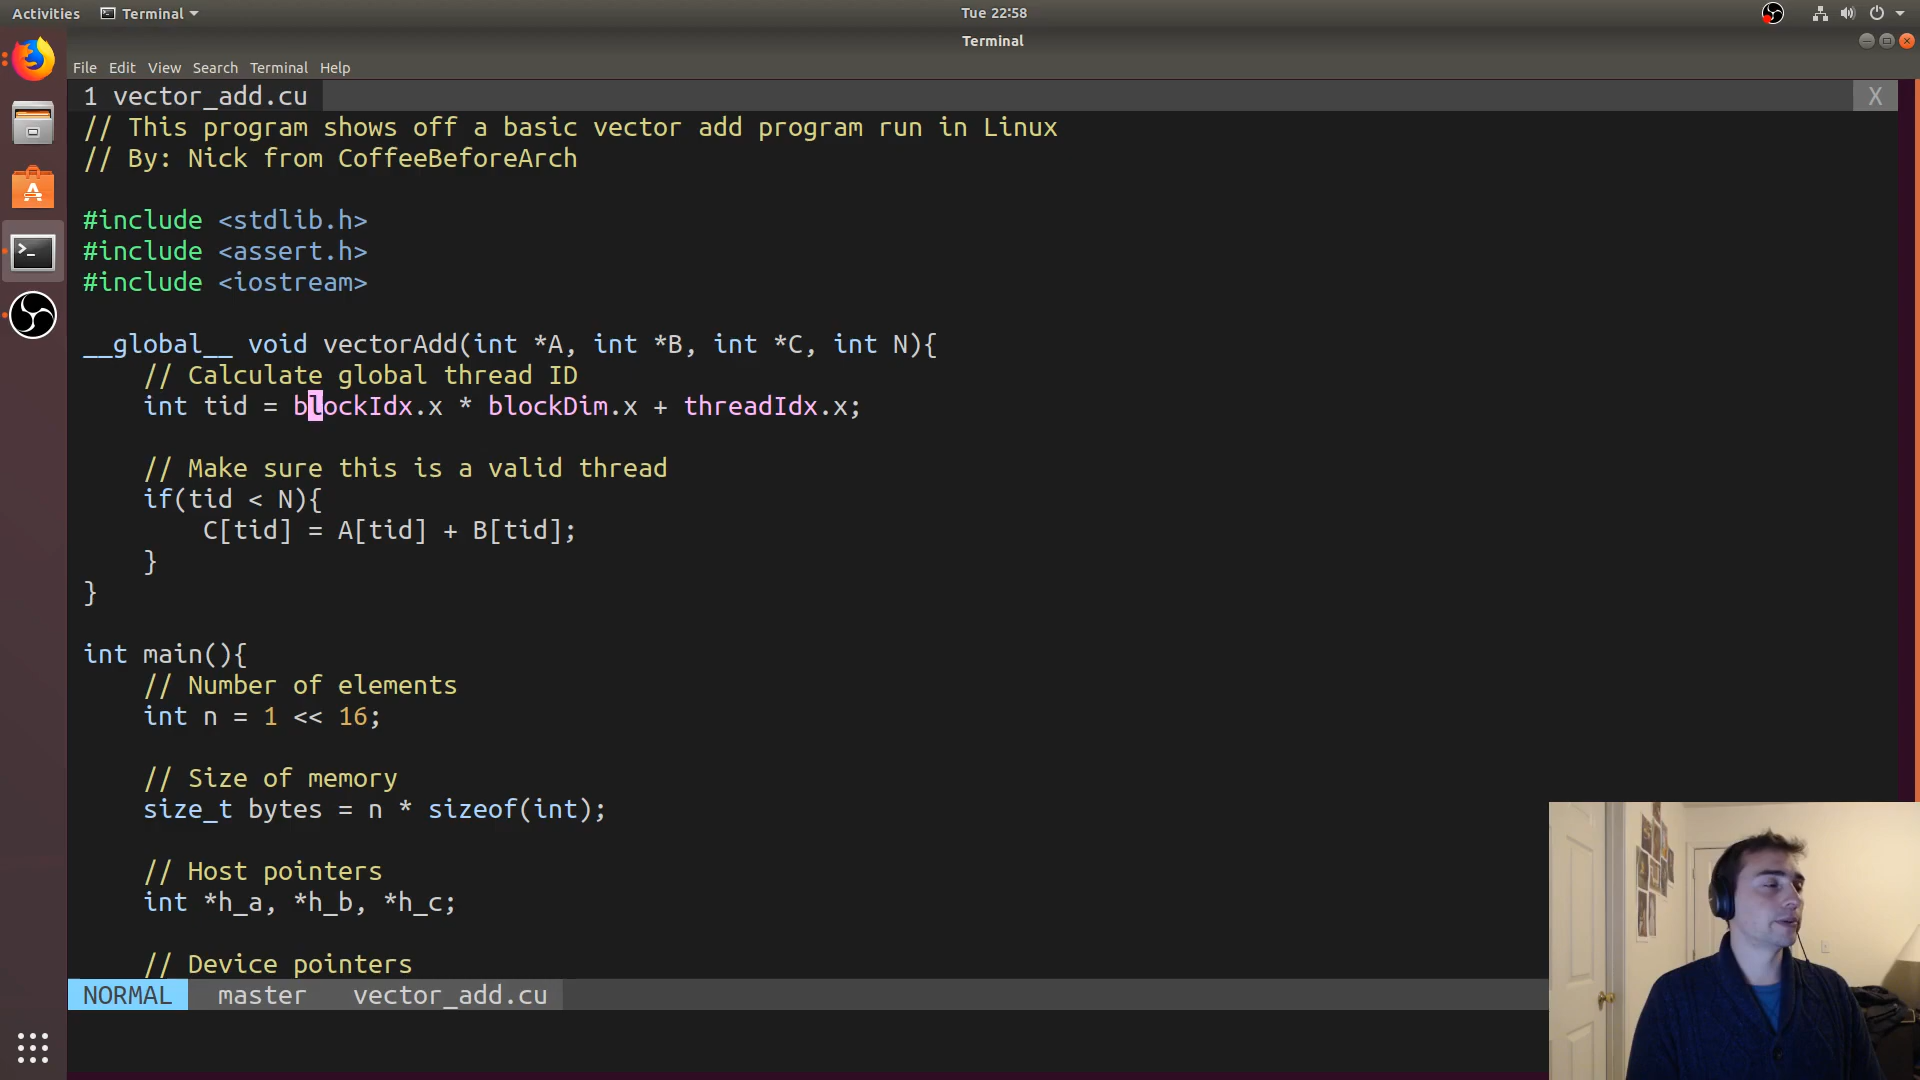 Activities Terminal Tue 22:58
Terminal
File Edit View Search Terminal Help
1 vector_add.cu X
// This program shows off a basic vector add program run in Linux
// By: Nick from CoffeeBeforeArch
#include <stdlib.h>
#include <assert.h>
#include <iostream>
__global__ void vectorAdd(int *A, int *B, int *C, int N){
    // Calculate global thread ID
    int tid = blockIdx.x * blockDim.x + threadIdx.x;
    // Make sure this is a valid thread
    if(tid < N){
        C[tid] = A[tid] + B[tid];
    }
}
int main(){
    // Number of elements
    int n = 1 << 16;
    // Size of memory
    size_t bytes = n * sizeof(int);
    // Host pointers
    int *h_a, *h_b, *h_c;
    // Device pointers
NORMAL master vector_add.cu